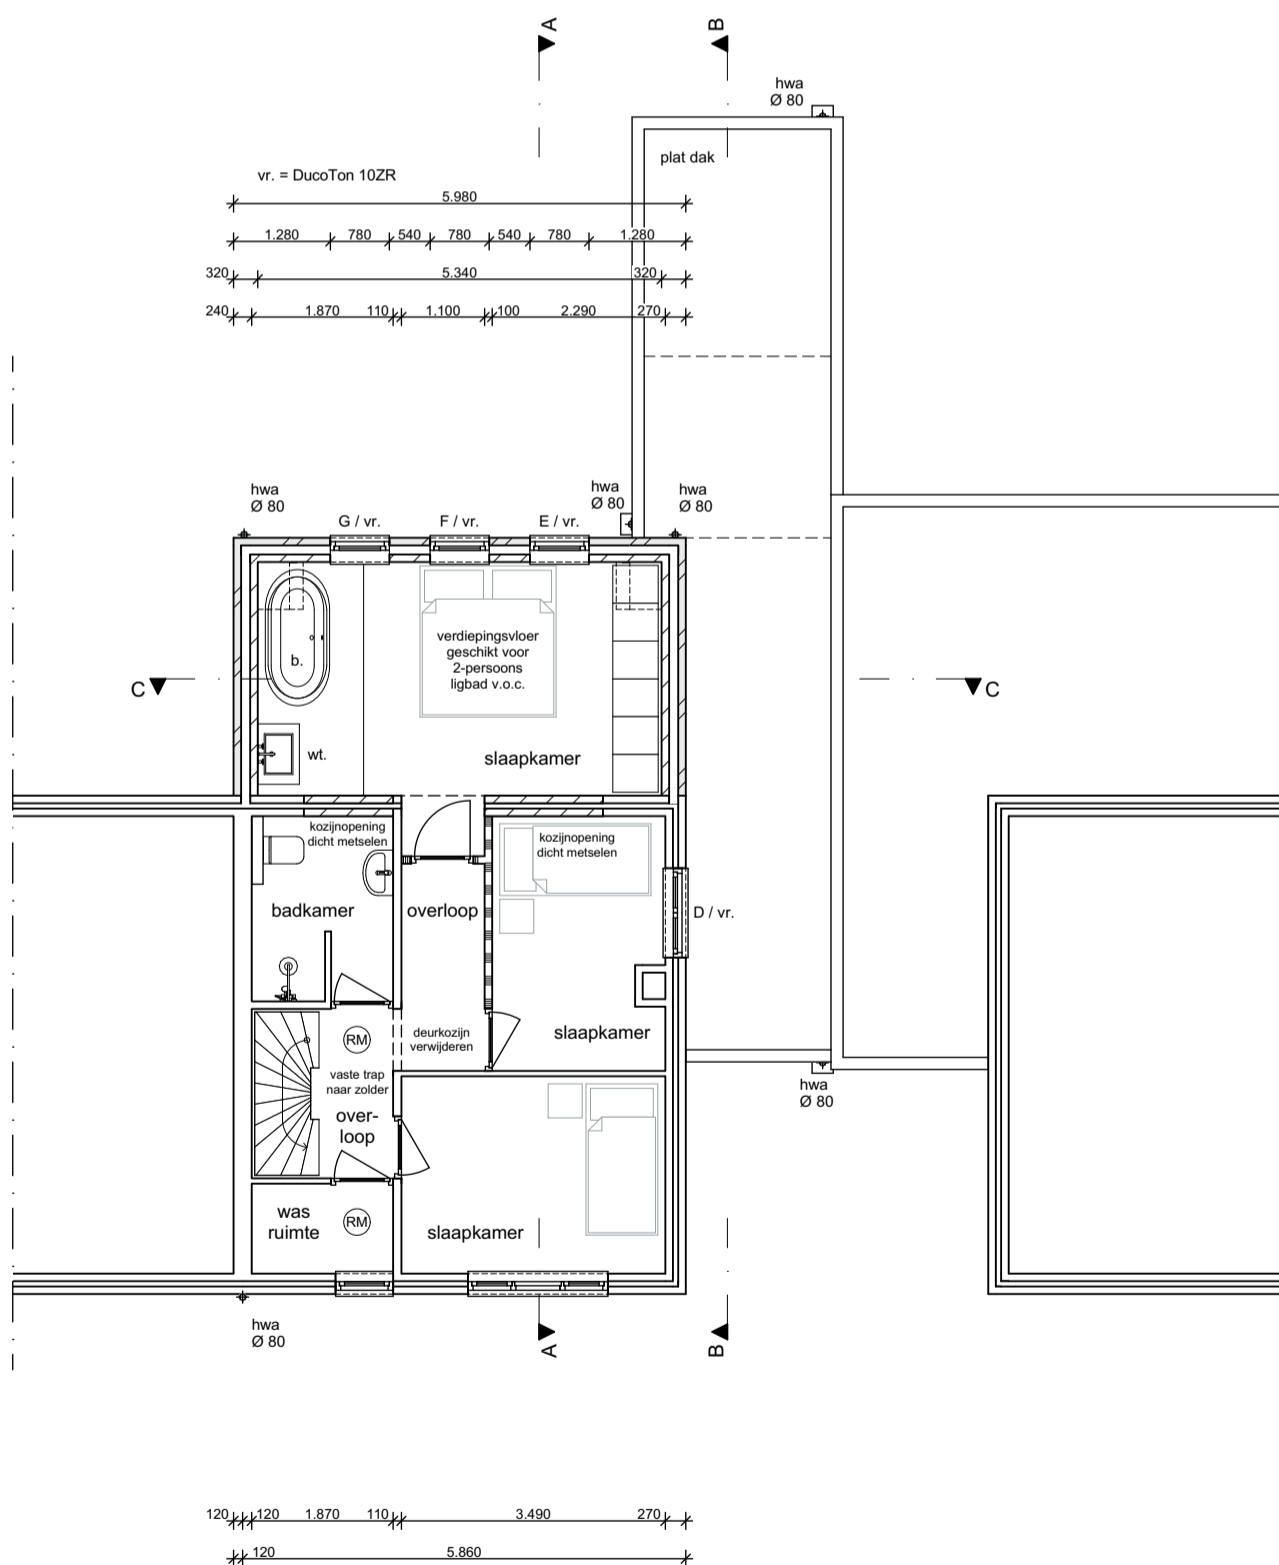 A
B
hwa
Ø 80
plat dak
vr. = DucoTon 10ZR
5.980
1.280 780 540 780 540 780 1.280
320 5.340 320
240 1.870 110 1.100 100 2.290 270
hwa
Ø 80
hwa
Ø 80
hwa
Ø 80
G / vr.
F / vr.
E / vr.
verdiepingsvloer
geschikt voor
2-persoons
ligbad v.o.c.
b.
C
C
wt.
slaapkamer
kozijnopening
dicht metselen
kozijnopening
dicht metselen
badkamer
overloop
D / vr.
RM
deurkozijn
verwijderen
slaapkamer
vaste trap
naar zolder
over-
loop
hwa
Ø 80
was
ruimte
RM
slaapkamer
hwa
Ø 80
A
B
120 120 1.870 110 3.490 270
120 5.860